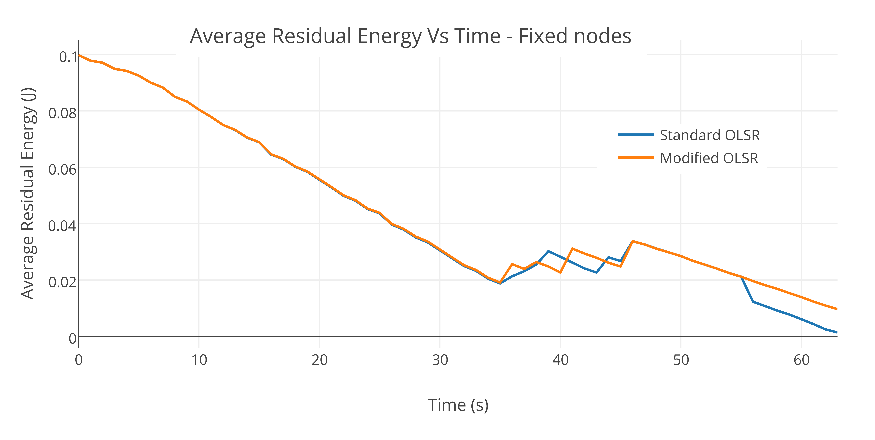 Average Residual Energy Vs Time - Fixed nodes
Average Residual Energy (J)
0.1
0.08
0.06
0.04
0.02
0
Standard OLSR
Modified OLSR
0 10 20 30 40 50 60
Time (s)